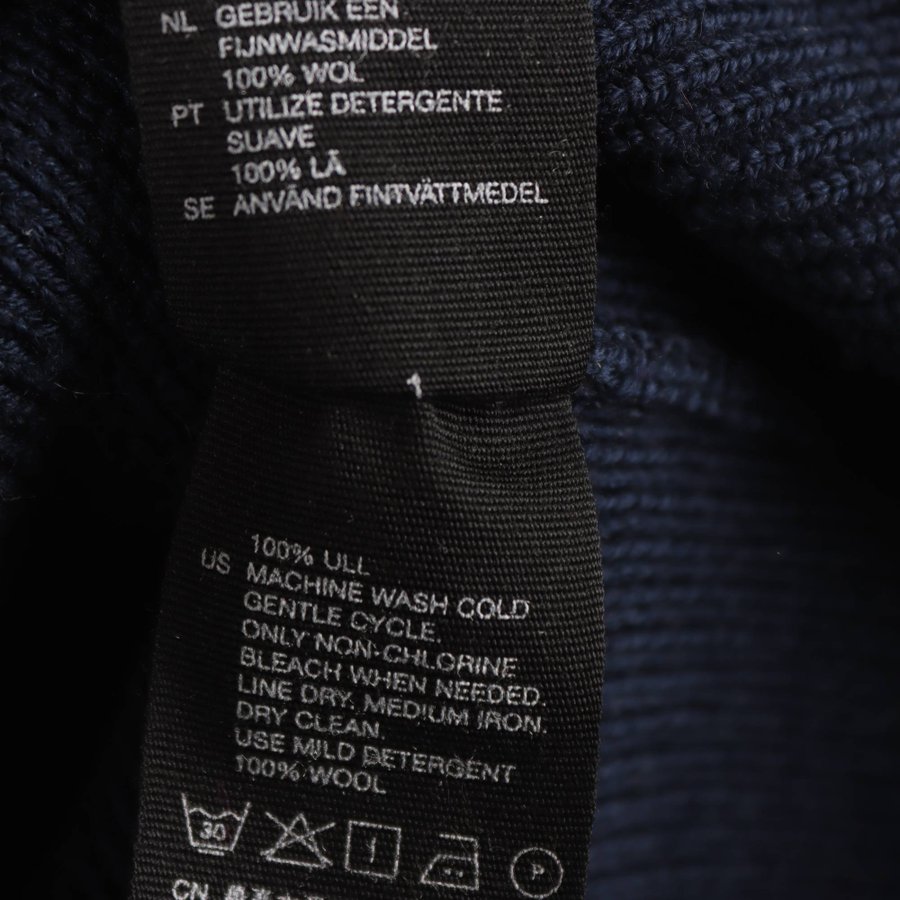 NL GEBRUIK EEN
FIJNWASMIDDEL
100% WOL
PT UTILIZE DETERGENTE
SUAVE
100% LÃ
SE ANVÄND FINTVÄTTMEDEL
100% ULL
US MACHINE WASH COLD
GENTLE CYCLE.
ONLY NON-CHLORINE
BLEACH WHEN NEEDED.
LINE DRY. MEDIUM IRON.
DRY CLEAN.
USE MILD DETERGENT
100% WOOL
30
P
CN